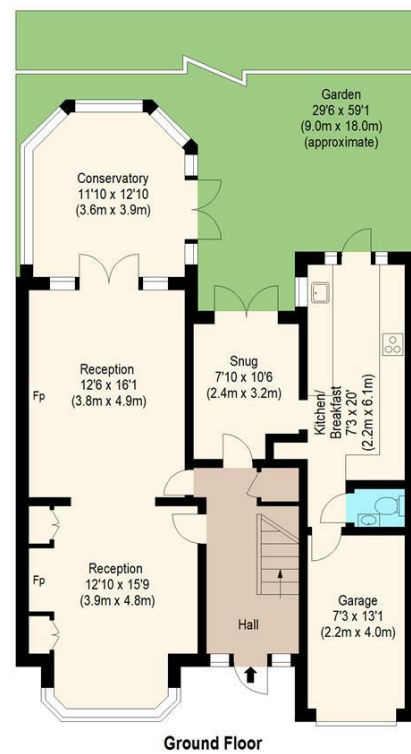 Garden
29'6 x 59'1
(9.0m x 18.0m)
(approximate)
Conservatory
11'10 x 12'10
(3.6m x 3.9m)
Reception
12'6 x 16'1
(3.8m x 4.9m)
Fp
Snug
7'10 x 10'6
(2.4m x 3.2m)
Kitchen/
Breakfast
7'3 x 20'
(2.2m x 6.1m)
Reception
12'10 x 15'9
(3.9m x 4.8m)
Fp
Hall
Garage
7'3 x 13'1
(2.2m x 4.0m)
Ground Floor